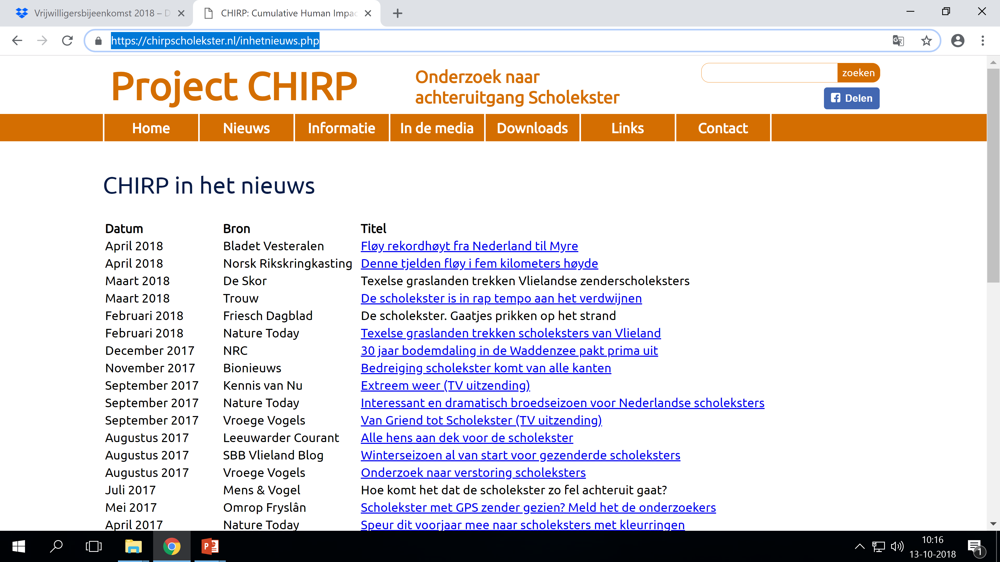 Vrijwilligersbijeenkomst 2018 – D
CHIRP: Cumulative Human Impac
https://chirpscholekster.nl/inhetnieuws.php
Project CHIRP
Onderzoek naar
achteruitgang Scholekster
zoeken
Delen
Home Nieuws Informatie In de media Downloads Links Contact
CHIRP in het nieuws
Datum Bron Titel
April 2018 Bladet Vesteralen Fløy rekordhøyt fra Nederland til Myre
April 2018 Norsk Rikskringkasting Denne tjelden fløy i fem kilometers høyde
Maart 2018 De Skor Texelse graslanden trekken Vlielandse zenderscholeksters
Maart 2018 Trouw De scholekster is in rap tempo aan het verdwijnen
Februari 2018 Friesch Dagblad De scholekster. Gaatjes prikken op het strand
Februari 2018 Nature Today Texelse graslanden trekken scholeksters van Vlieland
December 2017 NRC 30 jaar bodemdaling in de Waddenzee pakt prima uit
November 2017 Bionieuws Bedreiging scholekster komt van alle kanten
September 2017 Kennis van Nu Extreem weer (TV uitzending)
September 2017 Nature Today Interessant en dramatisch broedseizoen voor Nederlandse scholeksters
September 2017 Vroege Vogels Van Griend tot Scholekster (TV uitzending)
Augustus 2017 Leeuwarder Courant Alle hens aan dek voor de scholekster
Augustus 2017 SBB Vlieland Blog Winterseizoen al van start voor gezenderde scholeksters
Augustus 2017 Vroege Vogels Onderzoek naar verstoring scholeksters
Juli 2017 Mens & Vogel Hoe komt het dat de scholekster zo fel achteruit gaat?
Mei 2017 Omrop Fryslân Scholekster met GPS zender gezien? Meld het de onderzoekers
April 2017 Nature Today Speur dit voorjaar mee naar scholeksters met kleurringen
10:16
13-10-2018
1